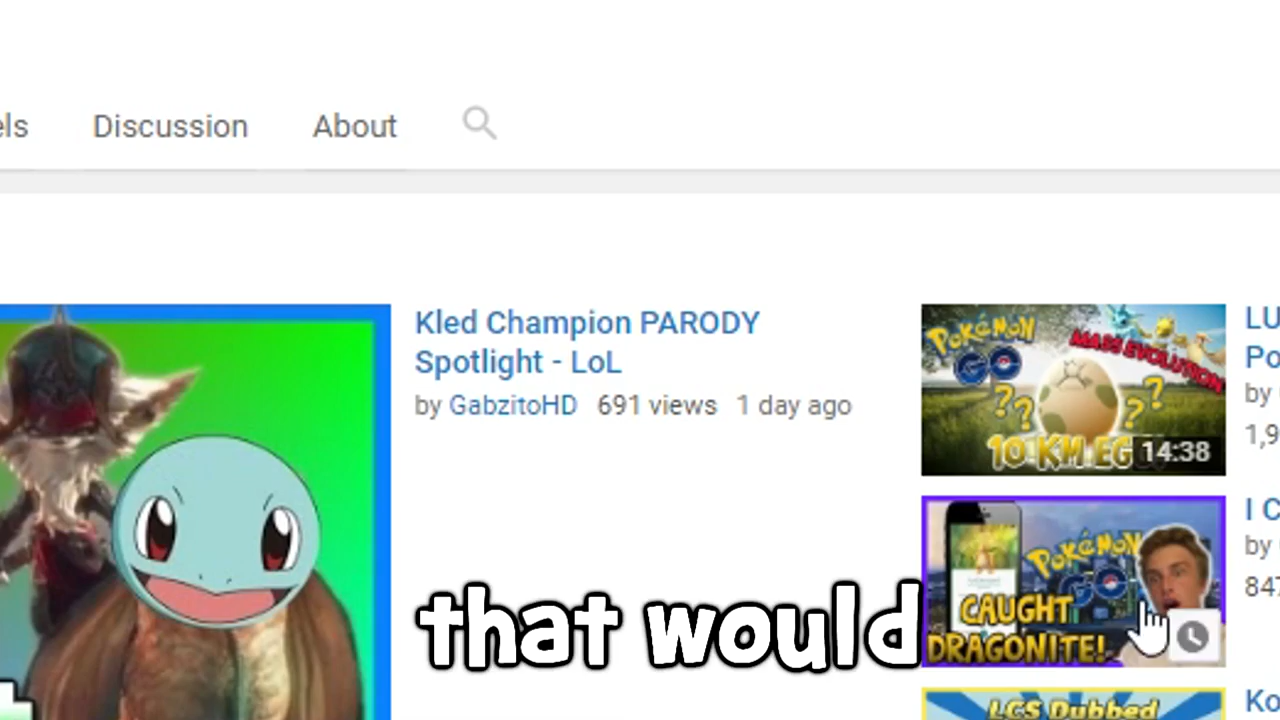 els Discussion About
Kled Champion PARODY
Spotlight - LoL
by GabzitoHD 691 views 1 day ago
POKÉMON
GO
MASS EVOLUTION
??
??
10 KM EG
14:38
LU
Po
by
1,9
POKÉMON
GO
CAUGHT
DRAGONITE!
I C
by
847
that would
LCS Dubbed
Ko